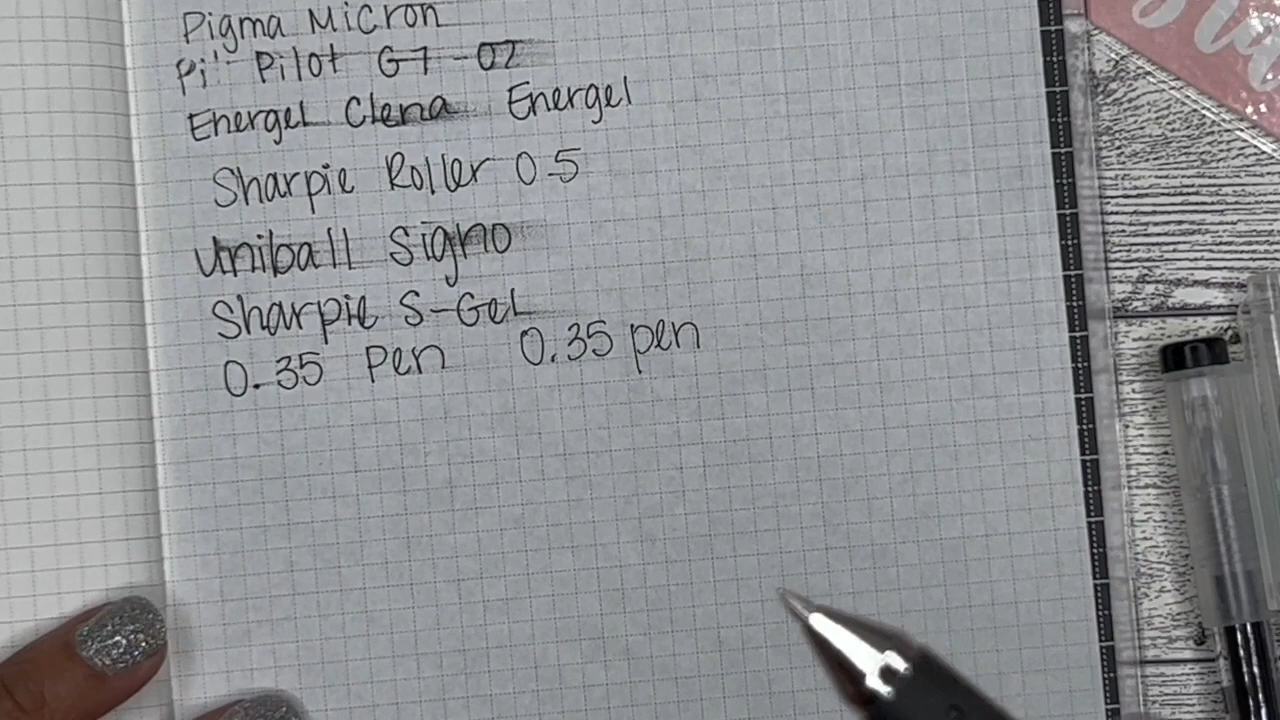 Pigma Micron
Pi Pilot G7-02
Energel Clena Energel
Sharpie Roller 0.5
Uniball Signo
Sharpie S-Gel
0.35 Pen 0.35 pen